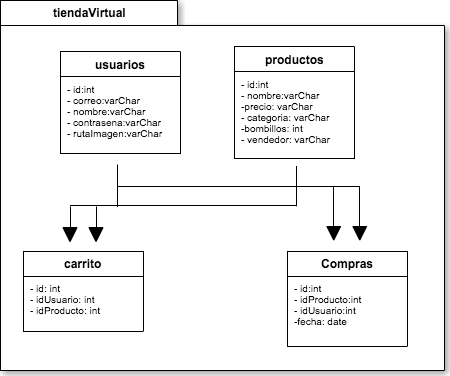 tiendaVirtual
usuarios
- id:int
- correo:varChar
- nombre:varChar
- contrasena:varChar
- rutaImagen:varChar
productos
- id:int
- nombre:varChar
-precio: varChar
- categoria: varChar
-bombillos: int
- vendedor: varChar
carrito
- id: int
- idUsuario: int
- idProducto: int
Compras
- id:int
- idProducto:int
- idUsuario:int
-fecha: date